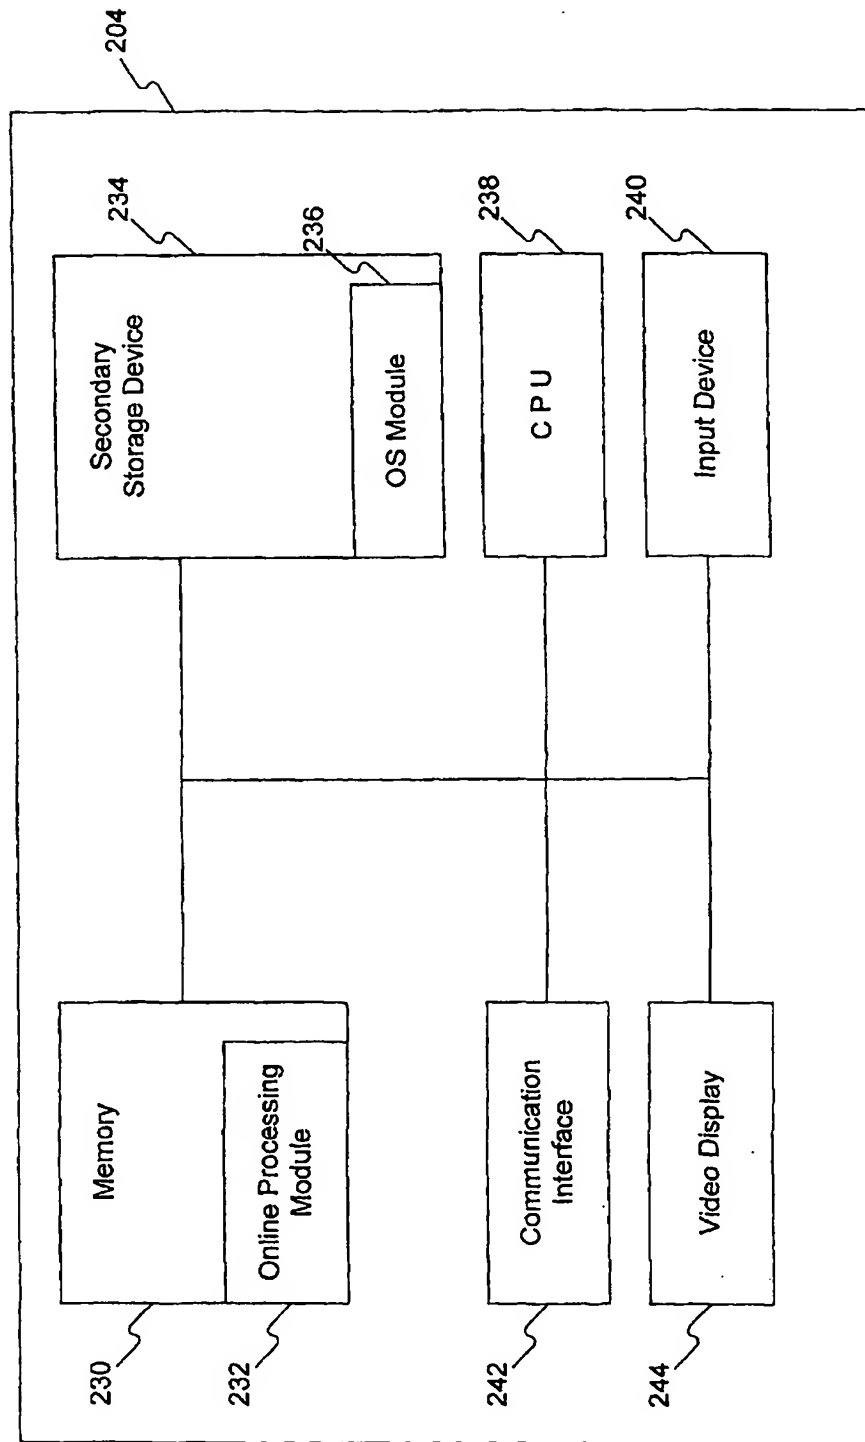 204
230
Memory
232
Online Processing
Module
234
Secondary
Storage Device
236
OS Module
242
Communication
Interface
238
C P U
244
Video Display
240
Input Device